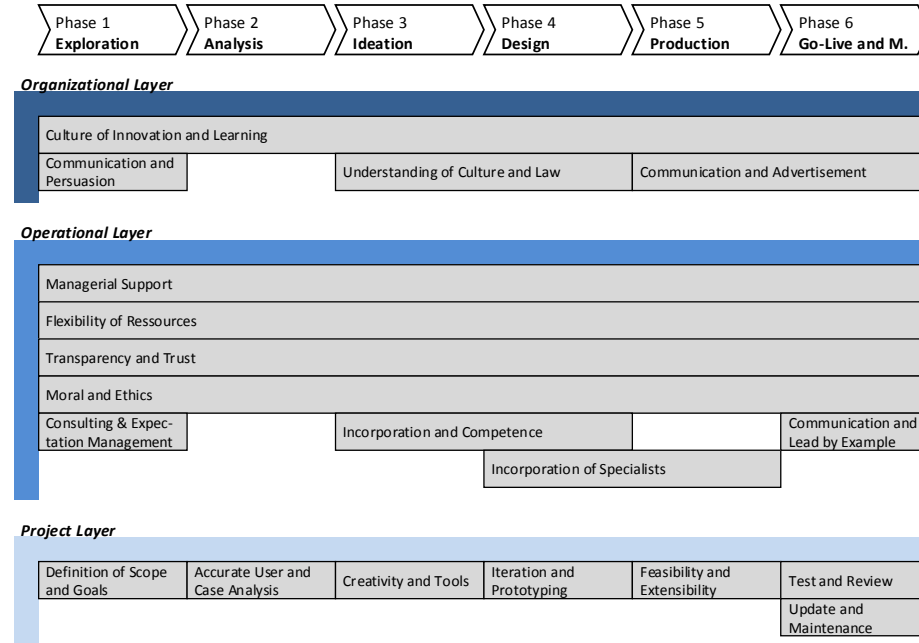 Phase 1
Exploration
Phase 2
Analysis
Phase 3
Ideation
Phase 4
Design
Phase 5
Production
Phase 6
Go-Live and M.
Organizational Layer
Culture of Innovation and Learning
Communication and
Persuasion
Understanding of Culture and Law
Communication and Advertisement
Operational Layer
Managerial Support
Flexibility of Ressources
Transparency and Trust
Moral and Ethics
Consulting & Expec-
tation Management
Incorporation and Competence
Communication and
Lead by Example
Incorporation of Specialists
Project Layer
Definition of Scope
and Goals
Accurate User and
Case Analysis
Creativity and Tools
Iteration and
Prototyping
Feasibility and
Extensibility
Test and Review
Update and
Maintenance